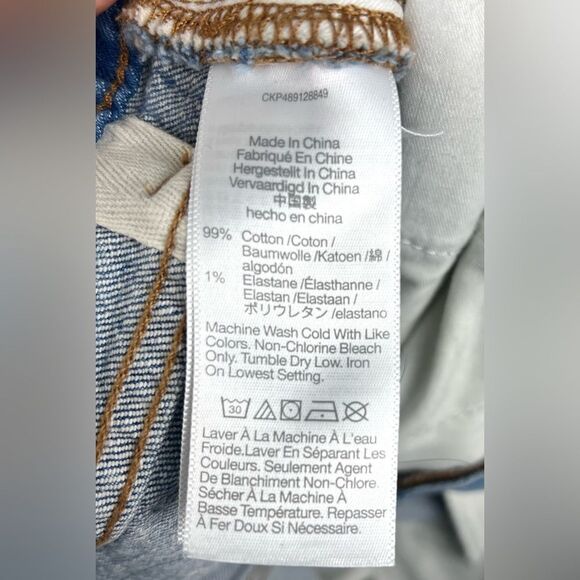 CKP489128849
Made In China
Fabriqué En Chine
Hergestellt In China
Vervaardigd In China
中国製
hecho en china
99% Cotton /Coton /
Baumwolle /Katoen /綿 /
algodón
1% Elastane /Élasthanne /
Elastan /Elastaan /
ポリウレタン /elastano
Machine Wash Cold With Like
Colors. Non-Chlorine Bleach
Only. Tumble Dry Low. Iron
On Lowest Setting.
30
Laver À La Machine À L'eau
Froide.Laver En Séparant Les
Couleurs. Seulement Agent
De Blanchiment Non-Chlore.
Sécher À La Machine À
Basse Température. Repasser
À Fer Doux Si Nécessaire.